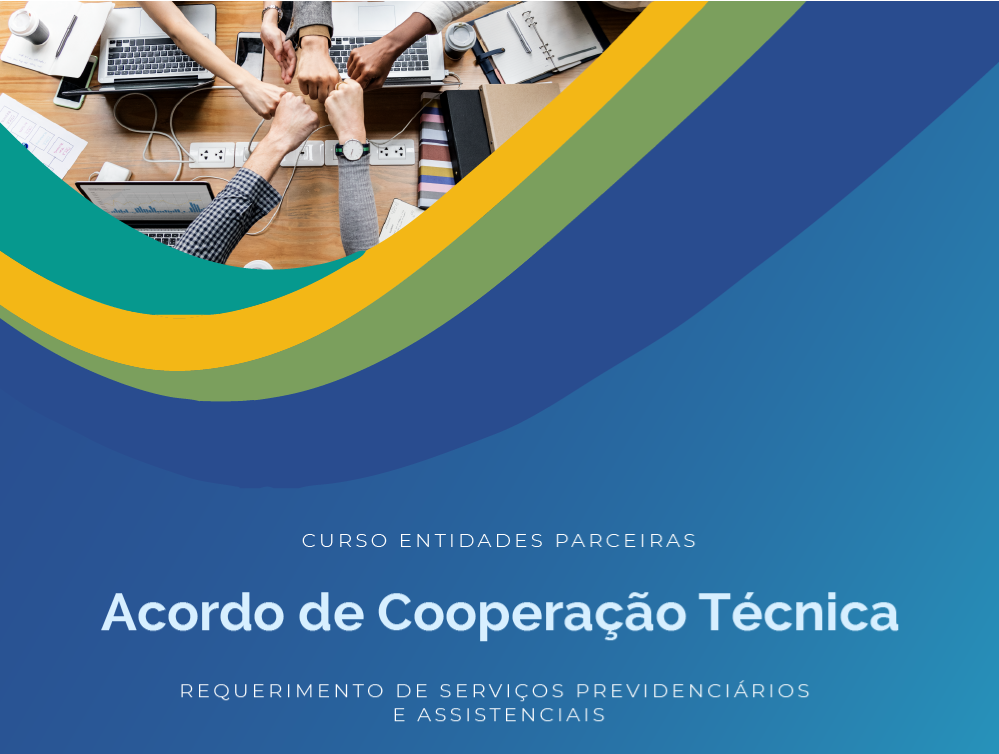 CURSO ENTIDADES PARCEIRAS
Acordo de Cooperação Técnica
REQUERIMENTO DE SERVIÇOS PREVIDENCIÁRIOS
E ASSISTENCIAIS